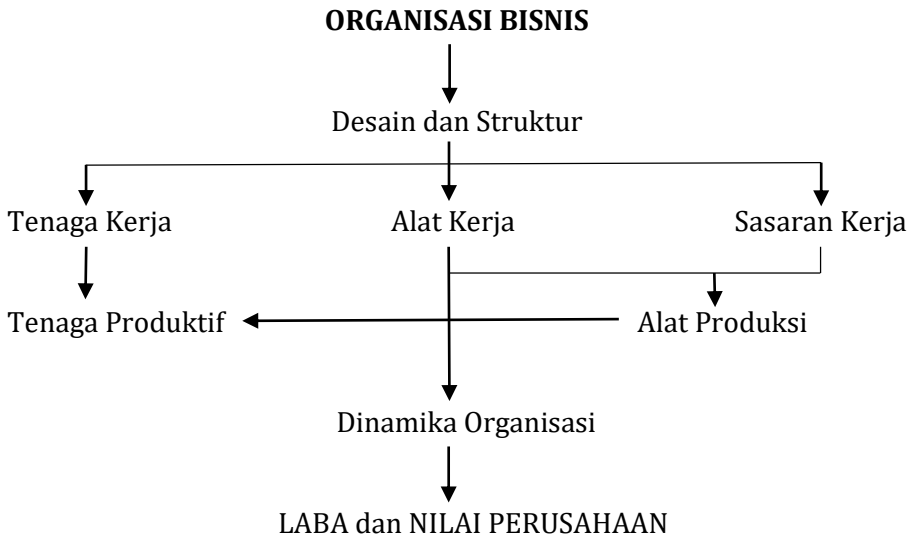 ORGANISASI BISNIS
Desain dan Struktur
Tenaga Kerja
Alat Kerja
Sasaran Kerja
Tenaga Produktif
Alat Produksi
Dinamika Organisasi
LABA dan NILAI PERUSAHAAN